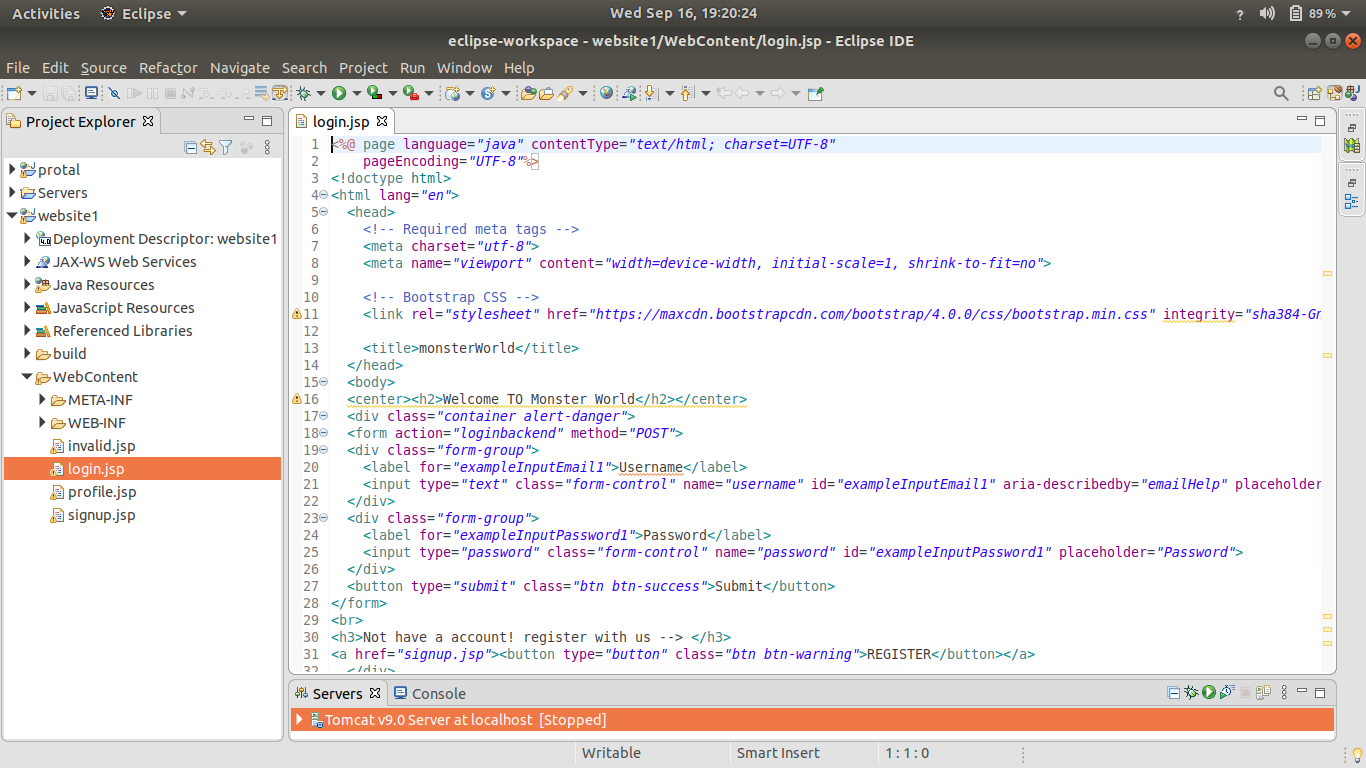 Activities Eclipse Wed Sep 16, 19:20:24 ? 89 %
eclipse-workspace - website1/WebContent/login.jsp - Eclipse IDE
File Edit Source Refactor Navigate Search Project Run Window Help
Project Explorer
protal
Servers
website1
Deployment Descriptor: website1
JAX-WS Web Services
Java Resources
JavaScript Resources
Referenced Libraries
build
WebContent
META-INF
WEB-INF
invalid.jsp
login.jsp
profile.jsp
signup.jsp
login.jsp
1 <%@ page language="java" contentType="text/html; charset=UTF-8"
2 pageEncoding="UTF-8"%>
3 <!doctype html>
4 <html lang="en">
5 <head>
6 <!-- Required meta tags -->
7 <meta charset="utf-8">
8 <meta name="viewport" content="width=device-width, initial-scale=1, shrink-to-fit=no">
9
10 <!-- Bootstrap CSS -->
11 <link rel="stylesheet" href="https://maxcdn.bootstrapcdn.com/bootstrap/4.0.0/css/bootstrap.min.css" integrity="sha384-Gn
12
13 <title>monsterWorld</title>
14 </head>
15 <body>
16 <center><h2>Welcome TO Monster World</h2></center>
17 <div class="container alert-danger">
18 <form action="loginbackend" method="POST">
19 <div class="form-group">
20 <label for="exampleInputEmail1">Username</label>
21 <input type="text" class="form-control" name="username" id="exampleInputEmail1" aria-describedby="emailHelp" placeholder
22 </div>
23 <div class="form-group">
24 <label for="exampleInputPassword1">Password</label>
25 <input type="password" class="form-control" name="password" id="exampleInputPassword1" placeholder="Password">
26 </div>
27 <button type="submit" class="btn btn-success">Submit</button>
28 </form>
29 <br>
30 <h3>Not have a account! register with us --> </h3>
31 <a href="signup.jsp"><button type="button" class="btn btn-warning">REGISTER</button></a>
32 </div>
Servers Console
Tomcat v9.0 Server at localhost [Stopped]
Writable Smart Insert 1 : 1 : 0